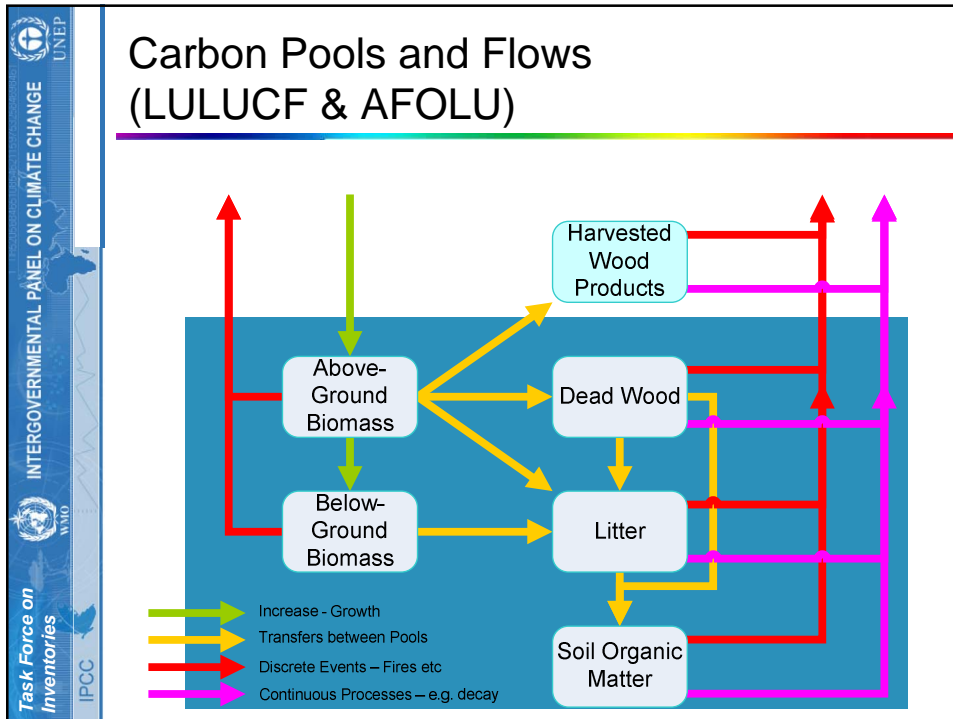 Carbon Pools and Flows
(LULUCF & AFOLU)
UNEP
INTERGOVERNMENTAL PANEL ON CLIMATE CHANGE
WMO
Task Force on
Inventories
IPCC
Harvested
Wood
Products
Above-
Ground
Biomass
Dead Wood
Below-
Ground
Biomass
Litter
Soil Organic
Matter
Increase - Growth
Transfers between Pools
Discrete Events – Fires etc
Continuous Processes – e.g. decay